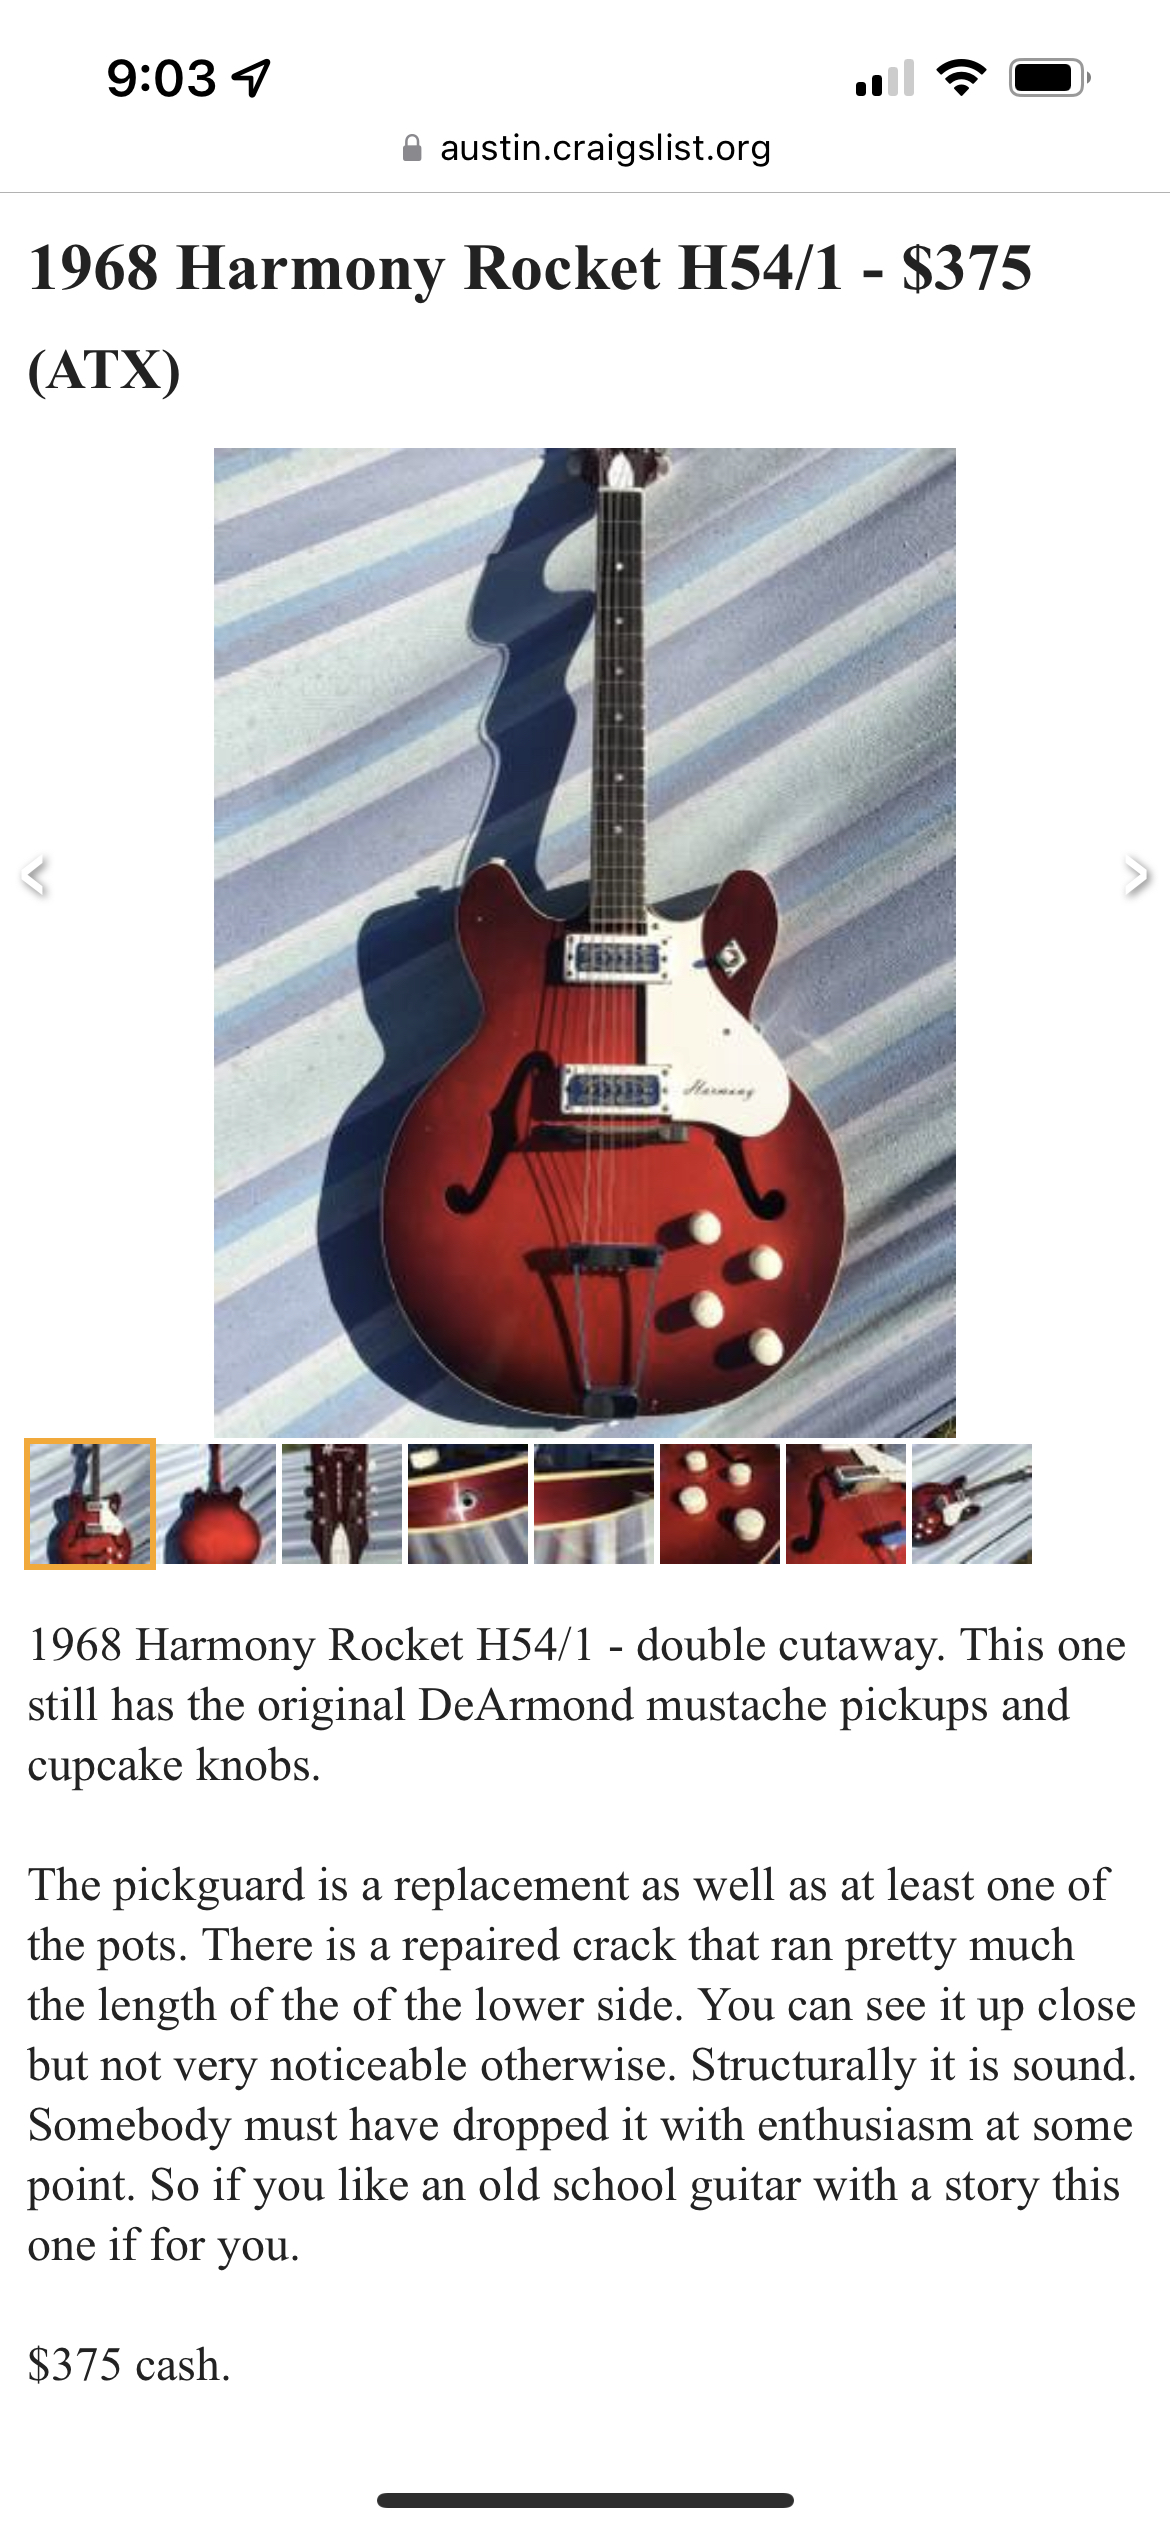 9:03
austin.craigslist.org
1968 Harmony Rocket H54/1 - $375
(ATX)
Harmony
1968 Harmony Rocket H54/1 - double cutaway. This one
still has the original DeArmond mustache pickups and
cupcake knobs.
The pickguard is a replacement as well as at least one of
the pots. There is a repaired crack that ran pretty much
the length of the of the lower side. You can see it up close
but not very noticeable otherwise. Structurally it is sound.
Somebody must have dropped it with enthusiasm at some
point. So if you like an old school guitar with a story this
one if for you.
$375 cash.